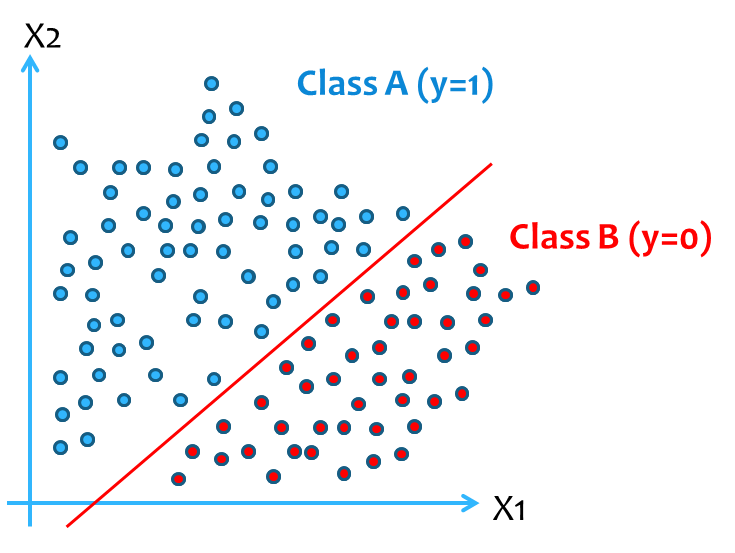 X2
Class A (y=1)
Class B (y=0)
X1